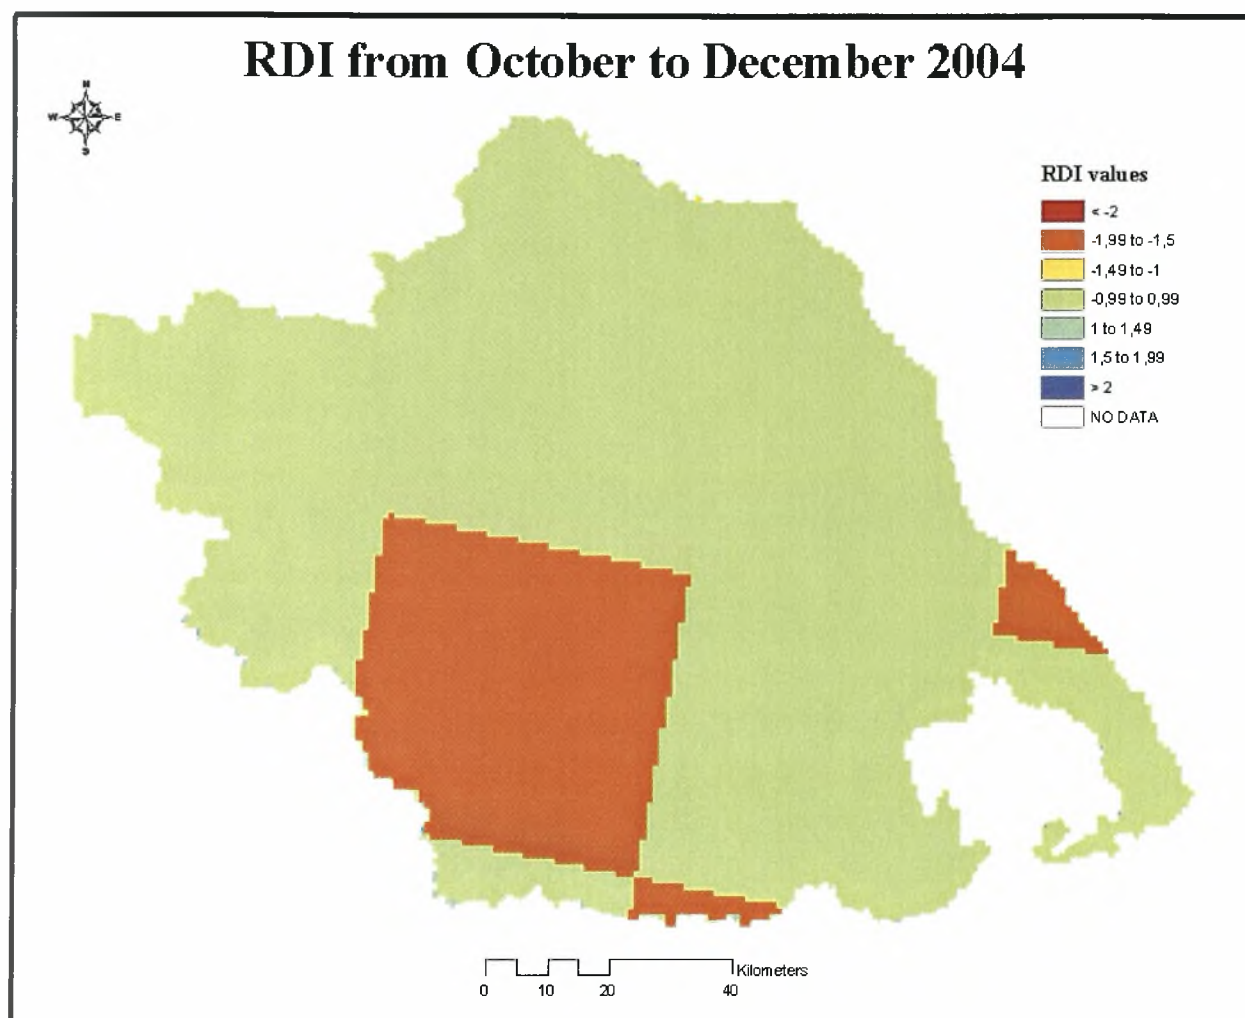 RDI from October to December 2004
N
W E
S
RDI values
< -2
-1,99 to -1,5
-1,49 to -1
-0,99 to 0,99
1 to 1,49
1,5 to 1,99
> 2
NO DATA
Kilometers
0 10 20 40